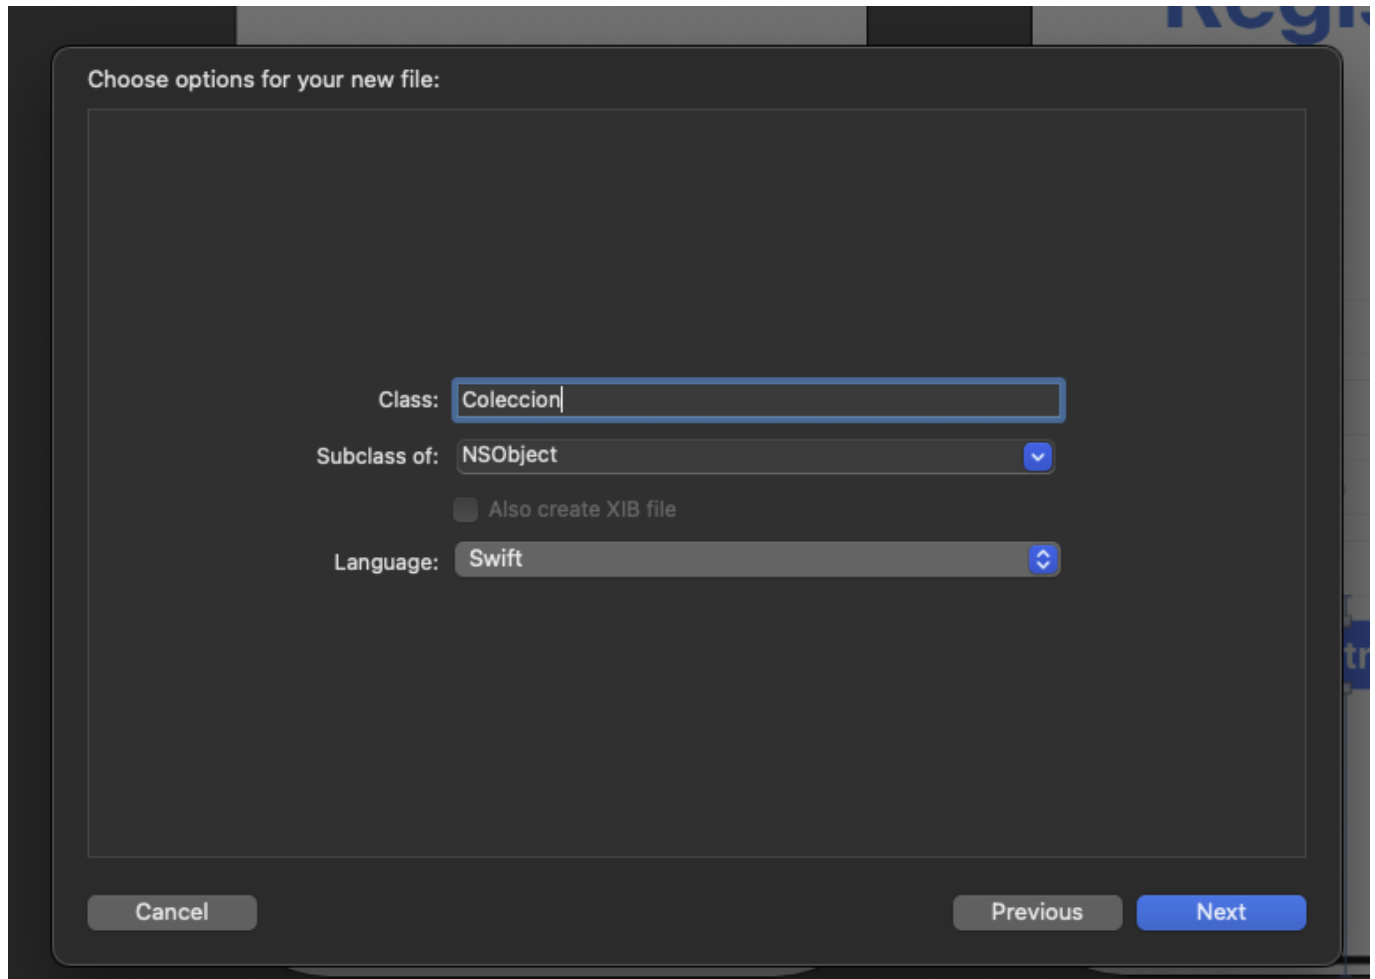 Choose options for your new file:
Class: Coleccion
Subclass of: NSObject
Also create XIB file
Language: Swift
Cancel
Previous
Next